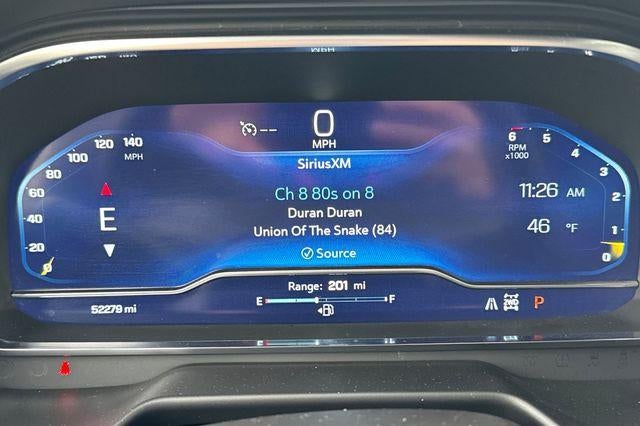 0
MPH
SiriusXM
Ch 8 80s on 8
Duran Duran
Union Of The Snake (84)
Source
140
120
100
80
60
40
20
0
MPH
E
6
5
4
3
2
1
0
RPM
x1000
11:26 AM
46 °F
Range: 201 mi
E F
52279 mi
2WD
P